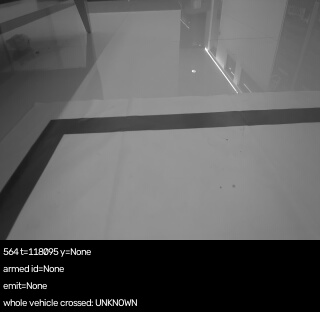 564 t=118095 y=None
armed id=None
emit=None
whole vehicle crossed: UNKNOWN